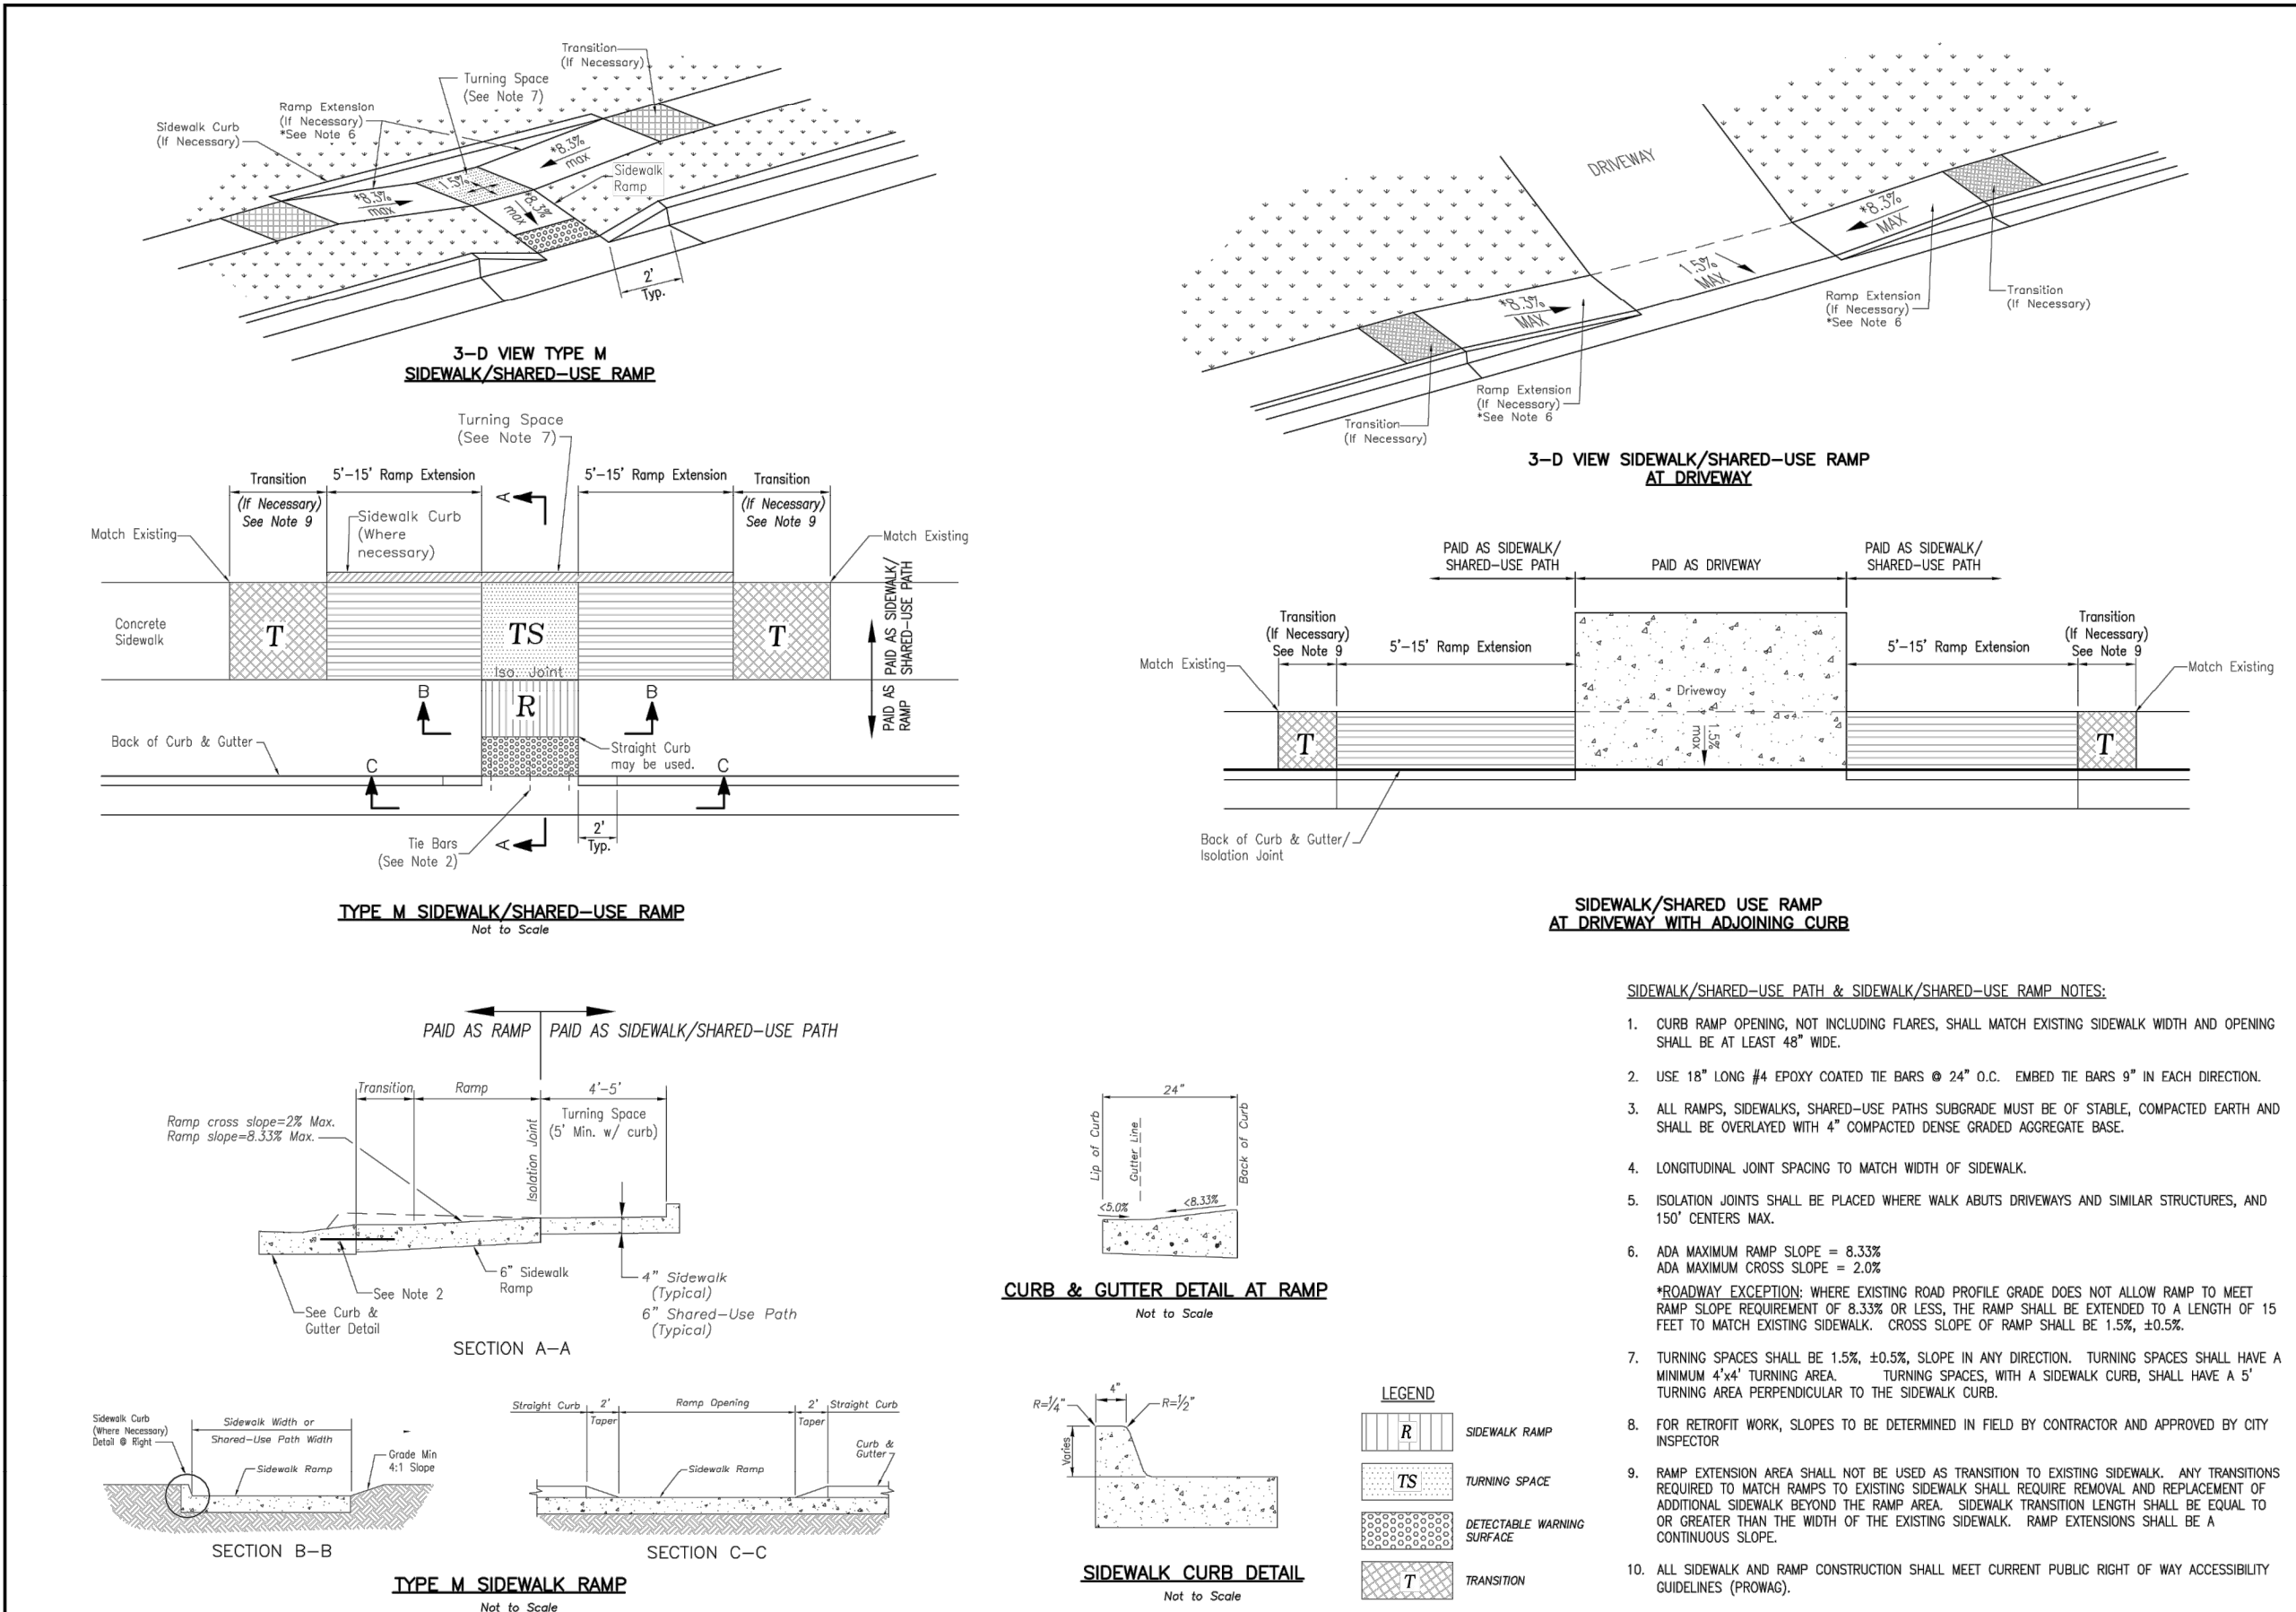 Transition
(If Necessary)
Turning Space
(See Note 7)
Ramp Extension
(If Necessary)
*See Note 6
Sidewalk Curb
(If Necessary)
*8.3%
max
Sidewalk
Ramp
1.5%
*8.3%
max
*8.3%
max
2'
Typ.
3-D VIEW TYPE M
SIDEWALK/SHARED-USE RAMP
DRIVEWAY
*8.3%
MAX
1.5%
MAX
*8.3%
MAX
Ramp Extension
(If Necessary)
*See Note 6
Transition
(If Necessary)
Ramp Extension
(If Necessary)
*See Note 6
Transition
(If Necessary)
3-D VIEW SIDEWALK/SHARED-USE RAMP
AT DRIVEWAY
Turning Space
(See Note 7)
Transition
(If Necessary)
See Note 9
5'-15' Ramp Extension
A
5'-15' Ramp Extension
Transition
(If Necessary)
See Note 9
Sidewalk Curb
(Where
necessary)
Match Existing
Match Existing
Concrete
Sidewalk
T
TS
T
Iso. Joint
R
B
B
PAID AS SIDEWALK/
SHARED-USE PATH
PAID AS
RAMP
Back of Curb & Gutter
Straight Curb
may be used.
C
C
Tie Bars
(See Note 2)
A
2'
Typ.
TYPE M SIDEWALK/SHARED-USE RAMP
Not to Scale
PAID AS SIDEWALK/
SHARED-USE PATH
PAID AS DRIVEWAY
PAID AS SIDEWALK/
SHARED-USE PATH
Transition
(If Necessary)
See Note 9
5'-15' Ramp Extension
5'-15' Ramp Extension
Transition
(If Necessary)
See Note 9
Match Existing
Match Existing
Driveway
1.5%
max
T
T
Back of Curb & Gutter/
Isolation Joint
SIDEWALK/SHARED USE RAMP
AT DRIVEWAY WITH ADJOINING CURB
PAID AS RAMP
PAID AS SIDEWALK/SHARED-USE PATH
Transition
Ramp
4'-5'
Turning Space
(5' Min. w/ curb)
Ramp cross slope=2% Max.
Ramp slope=8.33% Max.
Isolation Joint
6" Sidewalk
Ramp
See Note 2
See Curb &
Gutter Detail
4" Sidewalk
(Typical)
6" Shared-Use Path
(Typical)
SECTION A-A
24"
Lip of Curb
Gutter Line
Back of Curb
<5.0%
<8.33%
CURB & GUTTER DETAIL AT RAMP
Not to Scale
Sidewalk Curb
(Where Necessary)
Detail @ Right
Sidewalk Width or
Shared-Use Path Width
Sidewalk Ramp
Grade Min
4:1 Slope
SECTION B-B
Straight Curb
2'
Taper
Ramp Opening
2'
Taper
Straight Curb
Curb &
Gutter
Sidewalk Ramp
SECTION C-C
TYPE M SIDEWALK RAMP
Not to Scale
4"
R=1/4"
R=1/2"
Varies
SIDEWALK CURB DETAIL
Not to Scale
LEGEND
R SIDEWALK RAMP
TS TURNING SPACE
DETECTABLE WARNING
SURFACE
T TRANSITION
SIDEWALK/SHARED-USE PATH & SIDEWALK/SHARED-USE RAMP NOTES:
1. CURB RAMP OPENING, NOT INCLUDING FLARES, SHALL MATCH EXISTING SIDEWALK WIDTH AND OPENING
SHALL BE AT LEAST 48" WIDE.
2. USE 18" LONG #4 EPOXY COATED TIE BARS @ 24" O.C. EMBED TIE BARS 9" IN EACH DIRECTION.
3. ALL RAMPS, SIDEWALKS, SHARED-USE PATHS SUBGRADE MUST BE OF STABLE, COMPACTED EARTH AND
SHALL BE OVERLAYED WITH 4" COMPACTED DENSE GRADED AGGREGATE BASE.
4. LONGITUDINAL JOINT SPACING TO MATCH WIDTH OF SIDEWALK.
5. ISOLATION JOINTS SHALL BE PLACED WHERE WALK ABUTS DRIVEWAYS AND SIMILAR STRUCTURES, AND
150' CENTERS MAX.
6. ADA MAXIMUM RAMP SLOPE = 8.33%
ADA MAXIMUM CROSS SLOPE = 2.0%
*ROADWAY EXCEPTION: WHERE EXISTING ROAD PROFILE GRADE DOES NOT ALLOW RAMP TO MEET
RAMP SLOPE REQUIREMENT OF 8.33% OR LESS, THE RAMP SHALL BE EXTENDED TO A LENGTH OF 15
FEET TO MATCH EXISTING SIDEWALK. CROSS SLOPE OF RAMP SHALL BE 1.5%, ±0.5%.
7. TURNING SPACES SHALL BE 1.5%, ±0.5%, SLOPE IN ANY DIRECTION. TURNING SPACES SHALL HAVE A
MINIMUM 4'x4' TURNING AREA. TURNING SPACES, WITH A SIDEWALK CURB, SHALL HAVE A 5'
TURNING AREA PERPENDICULAR TO THE SIDEWALK CURB.
8. FOR RETROFIT WORK, SLOPES TO BE DETERMINED IN FIELD BY CONTRACTOR AND APPROVED BY CITY
INSPECTOR
9. RAMP EXTENSION AREA SHALL NOT BE USED AS TRANSITION TO EXISTING SIDEWALK. ANY TRANSITIONS
REQUIRED TO MATCH RAMPS TO EXISTING SIDEWALK SHALL REQUIRE REMOVAL AND REPLACEMENT OF
ADDITIONAL SIDEWALK BEYOND THE RAMP AREA. SIDEWALK TRANSITION LENGTH SHALL BE EQUAL TO
OR GREATER THAN THE WIDTH OF THE EXISTING SIDEWALK. RAMP EXTENSIONS SHALL BE A
CONTINUOUS SLOPE.
10. ALL SIDEWALK AND RAMP CONSTRUCTION SHALL MEET CURRENT PUBLIC RIGHT OF WAY ACCESSIBILITY
GUIDELINES (PROWAG).